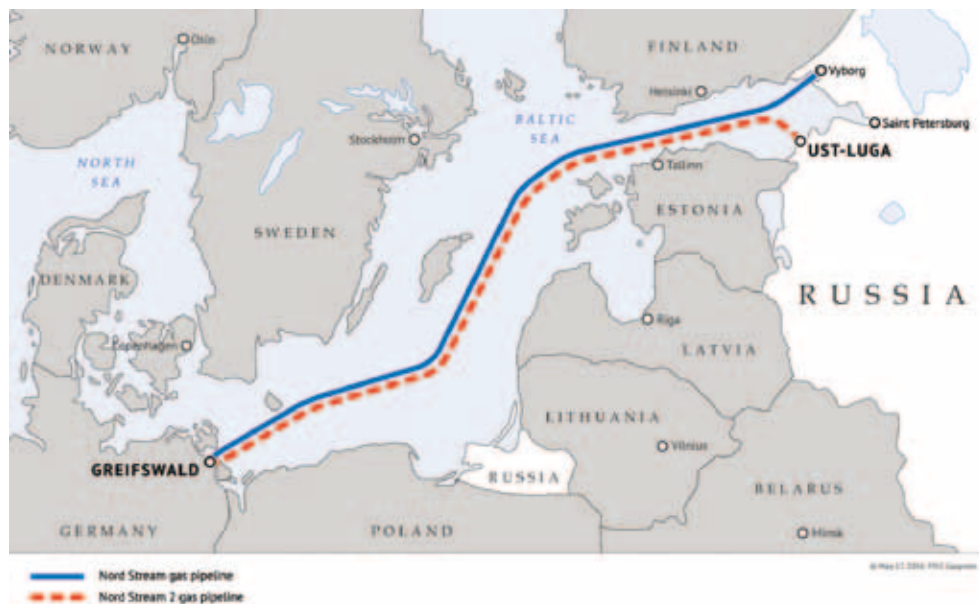 NORWAY
Oslo
FINLAND
Vyborg
Helsinki
Saint Petersburg
BALTIC
SEA
Stockholm
UST-LUGA
NORTH
SEA
Tallinn
ESTONIA
SWEDEN
DENMARK
RUSSIA
Copenhagen
Riga
LATVIA
LITHUANIA
Vilnius
GREIFSWALD
RUSSIA
BELARUS
GERMANY
POLAND
Minsk
Nord Stream gas pipeline
Nord Stream 2 gas pipeline